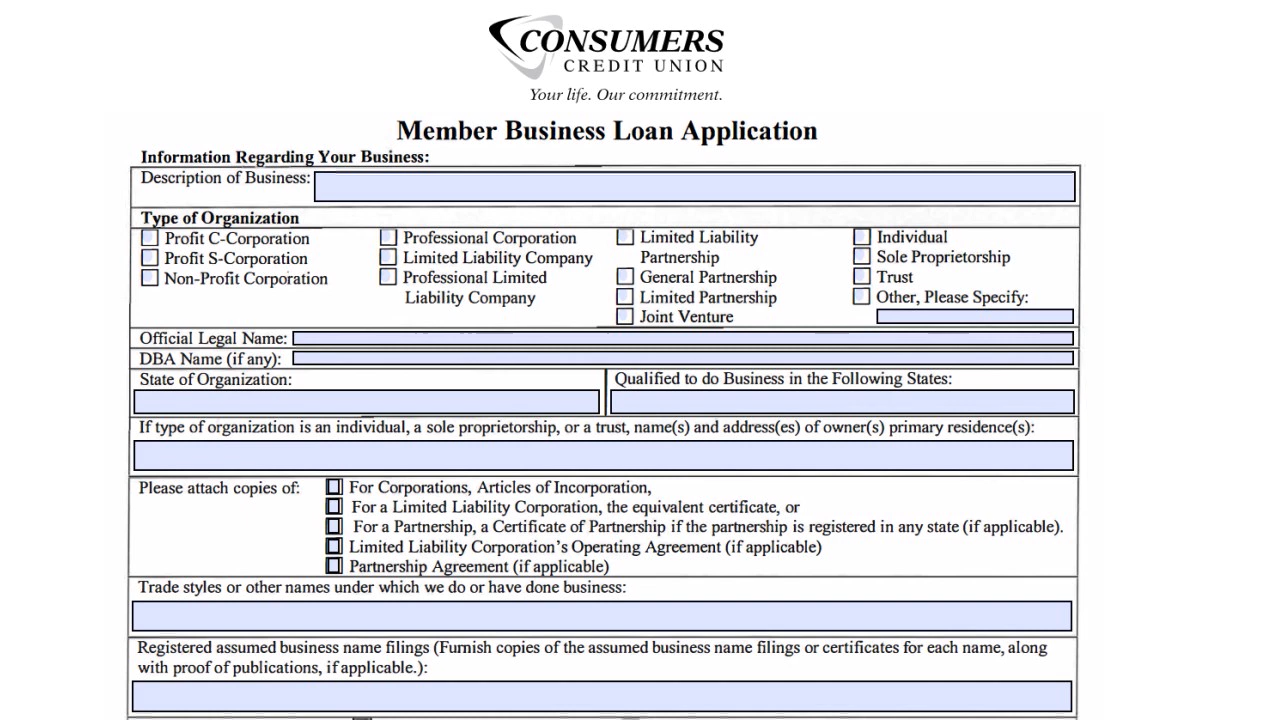 CONSUMERS
CREDIT UNION
Your life. Our commitment.
Member Business Loan Application
Information Regarding Your Business:
Description of Business:
Type of Organization
Profit C-Corporation
Profit S-Corporation
Non-Profit Corporation
Professional Corporation
Limited Liability Company
Professional Limited
Liability Company
Limited Liability
Partnership
General Partnership
Limited Partnership
Joint Venture
Individual
Sole Proprietorship
Trust
Other, Please Specify:
Official Legal Name:
DBA Name (if any):
State of Organization:
Qualified to do Business in the Following States:
If type of organization is an individual, a sole proprietorship, or a trust, name(s) and address(es) of owner(s) primary residence(s):
Please attach copies of:
For Corporations, Articles of Incorporation,
For a Limited Liability Corporation, the equivalent certificate, or
For a Partnership, a Certificate of Partnership if the partnership is registered in any state (if applicable).
Limited Liability Corporation's Operating Agreement (if applicable)
Partnership Agreement (if applicable)
Trade styles or other names under which we do or have done business:
Registered assumed business name filings (Furnish copies of the assumed business name filings or certificates for each name, along
with proof of publications, if applicable.):